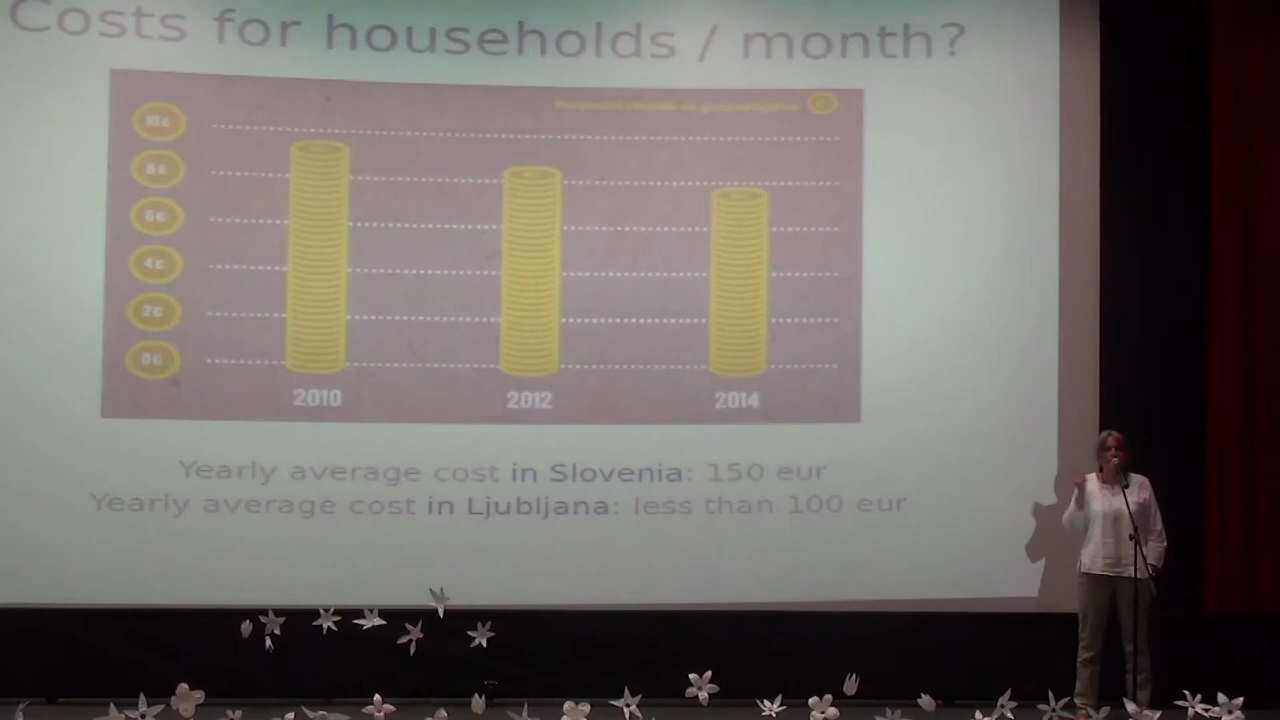 Costs for households / month?
10€
8€
6€
4€
2€
0€
2010 2012 2014
Yearly average cost in Slovenia: 150 eur
Yearly average cost in Ljubljana: less than 100 eur